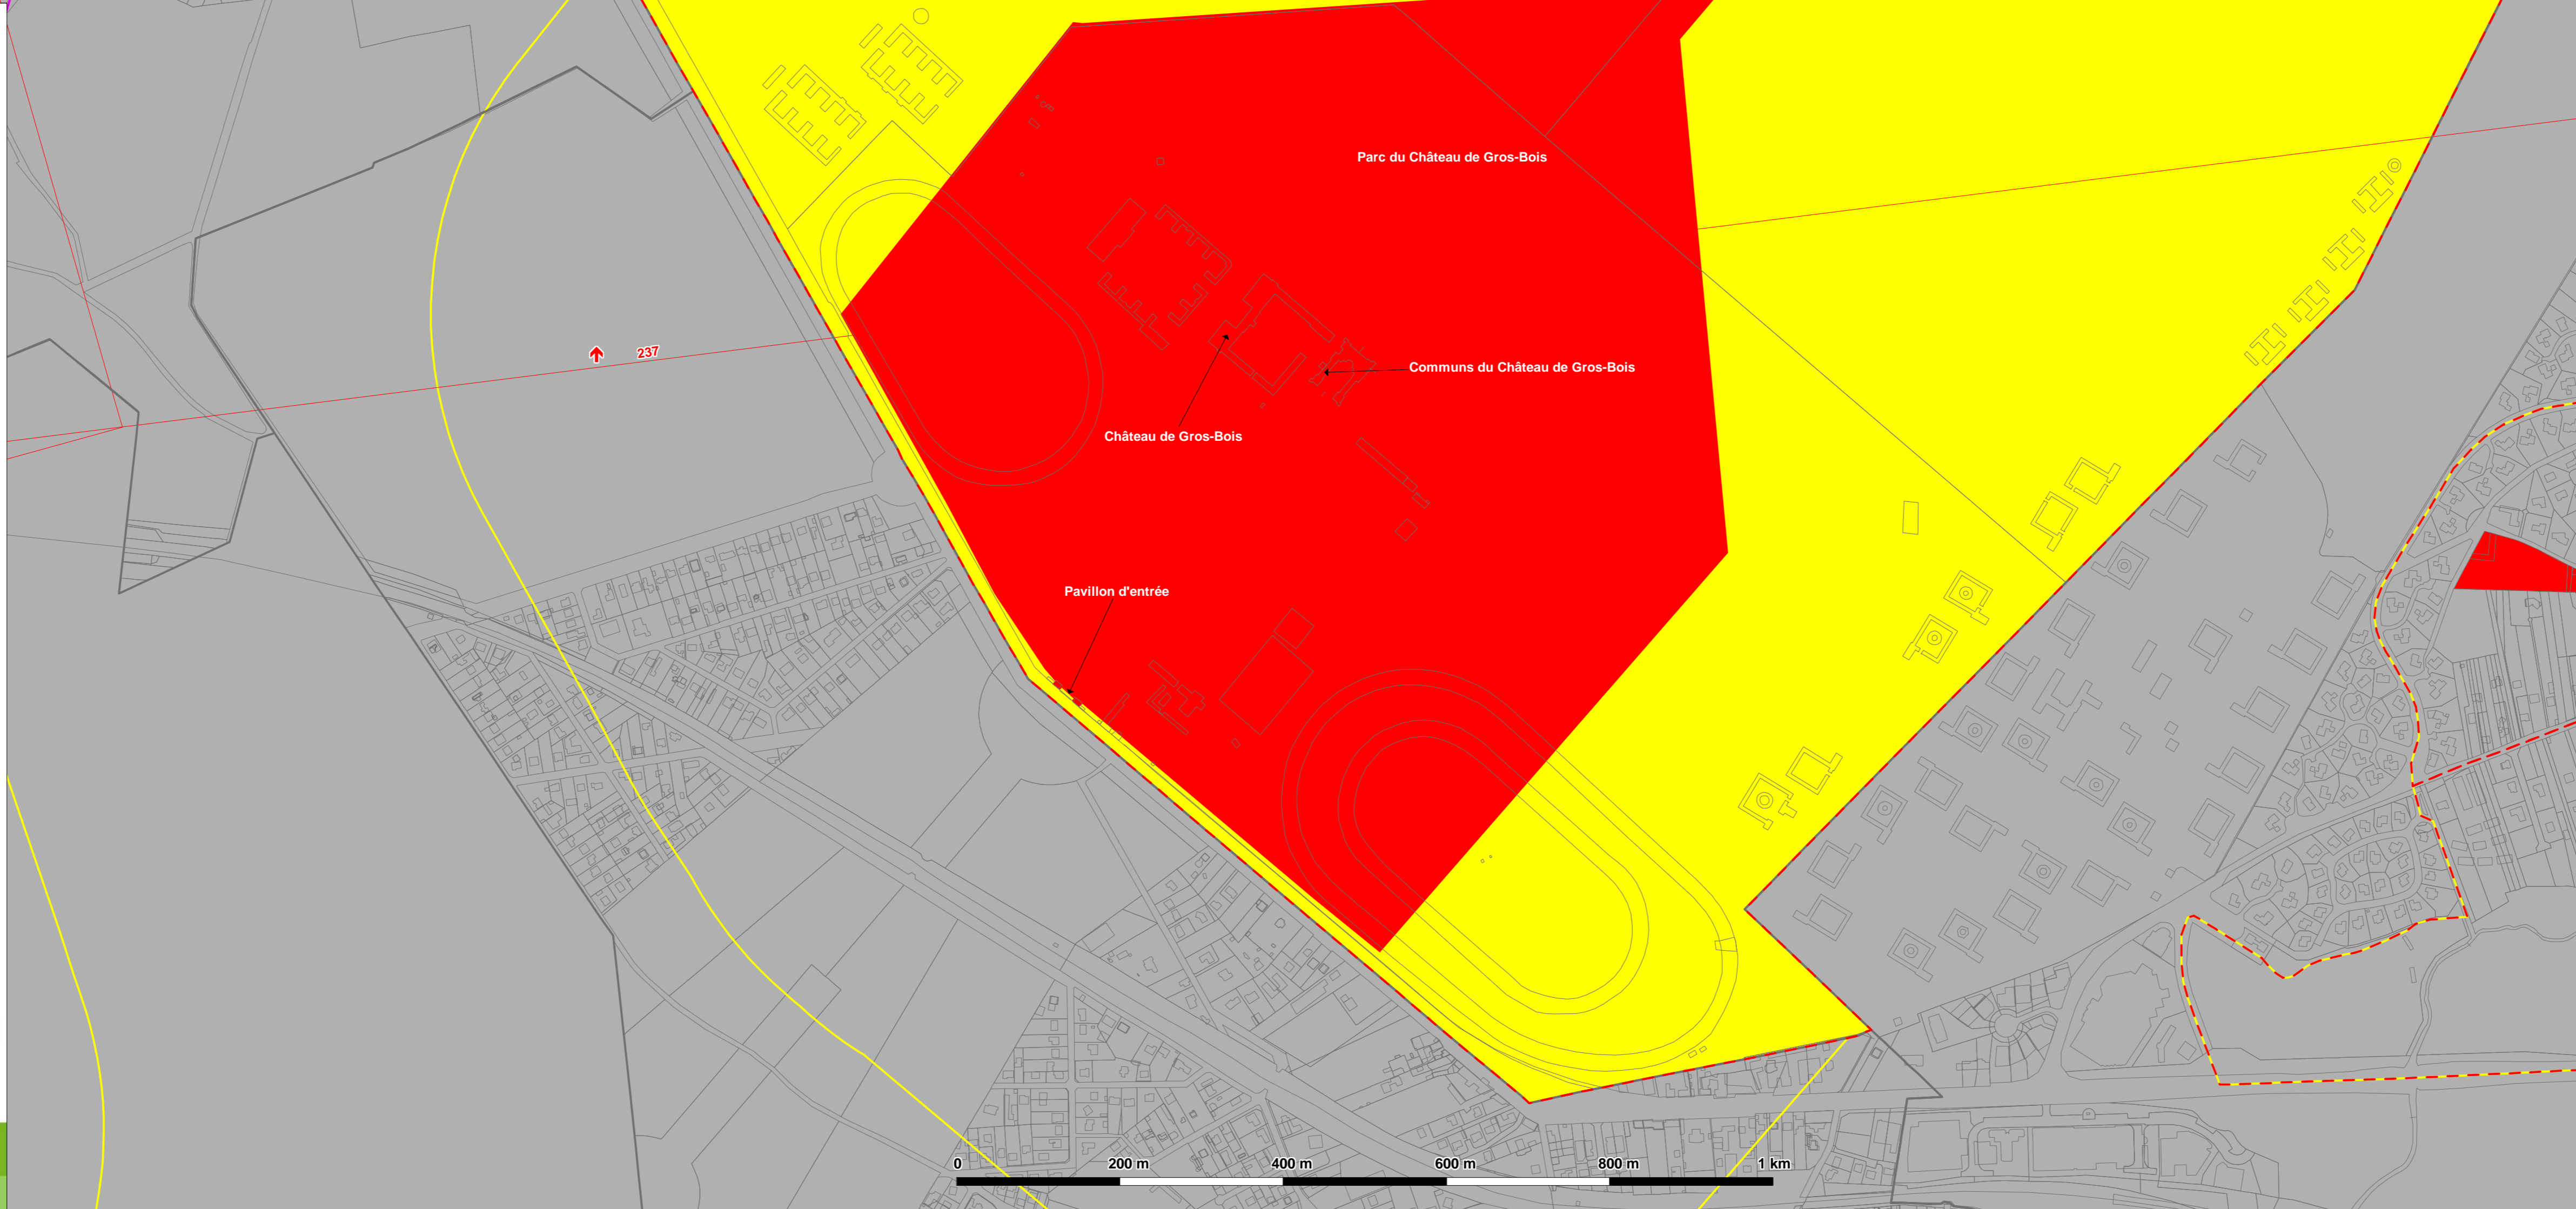 Parc du Château de Gros-Bois
237
Communs du Château de Gros-Bois
Château de Gros-Bois
Pavillon d'entrée
0 200 m 400 m 600 m 800 m 1 km